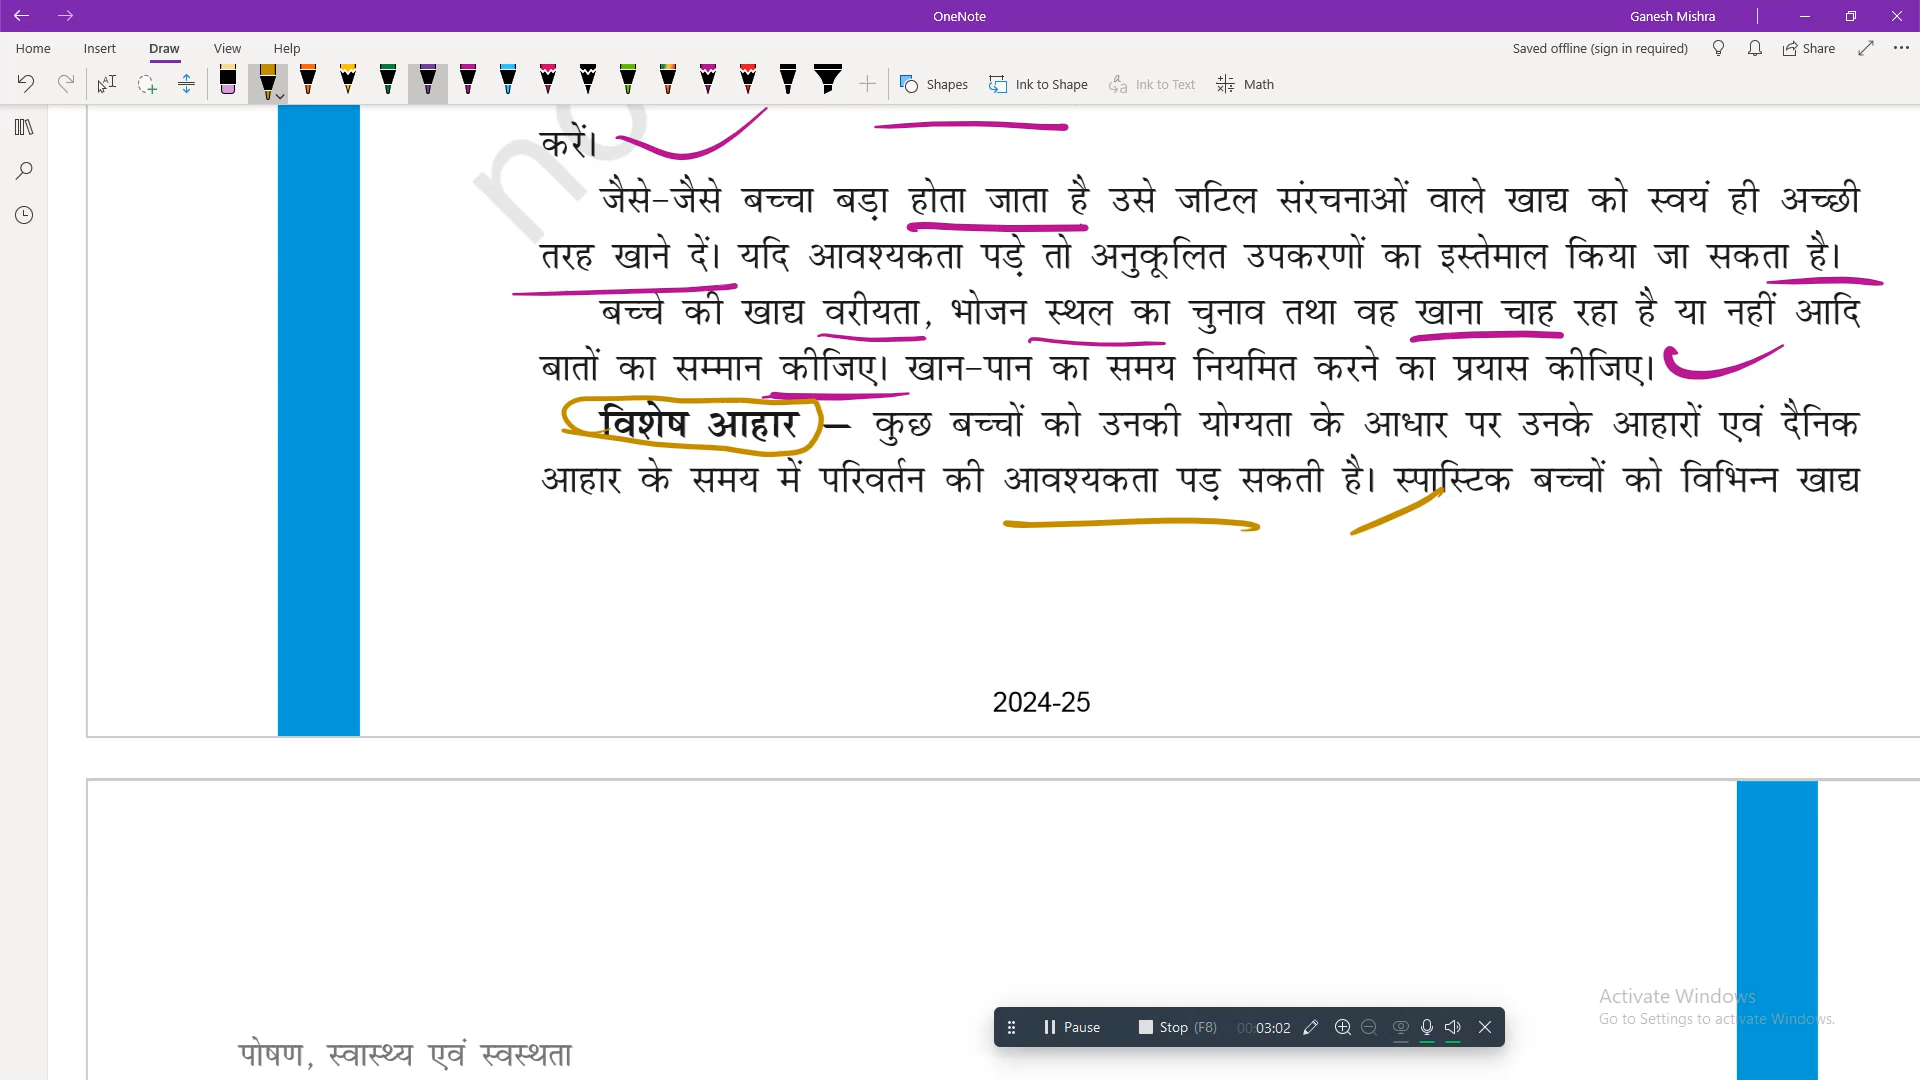 OneNote
Ganesh Mishra
Home Insert Draw View Help
Saved offline (sign in required) Share
Shapes Ink to Shape Ink to Text Math
no
करें।
जैसे–जैसे बच्चा बड़ा होता जाता है उसे जटिल संरचनाओं वाले खाद्य को स्वयं ही अच्छी
तरह खाने दें। यदि आवश्यकता पड़े तो अनुकूलित उपकरणों का इस्तेमाल किया जा सकता है।
बच्चे की खाद्य वरीयता, भोजन स्थल का चुनाव तथा वह खाना चाह रहा है या नहीं आदि
बातों का सम्मान कीजिए। खान–पान का समय नियमित करने का प्रयास कीजिए।
विशेष आहार – कुछ बच्चों को उनकी योग्यता के आधार पर उनके आहारों एवं दैनिक
आहार के समय में परिवर्तन की आवश्यकता पड़ सकती है। स्पास्टिक बच्चों को विभिन्न खाद्य
2024-25
Activate Windows
Go to Settings to activate Windows.
Pause Stop (F8) 00:03:02
पोषण, स्वास्थ्य एवं स्वस्थता